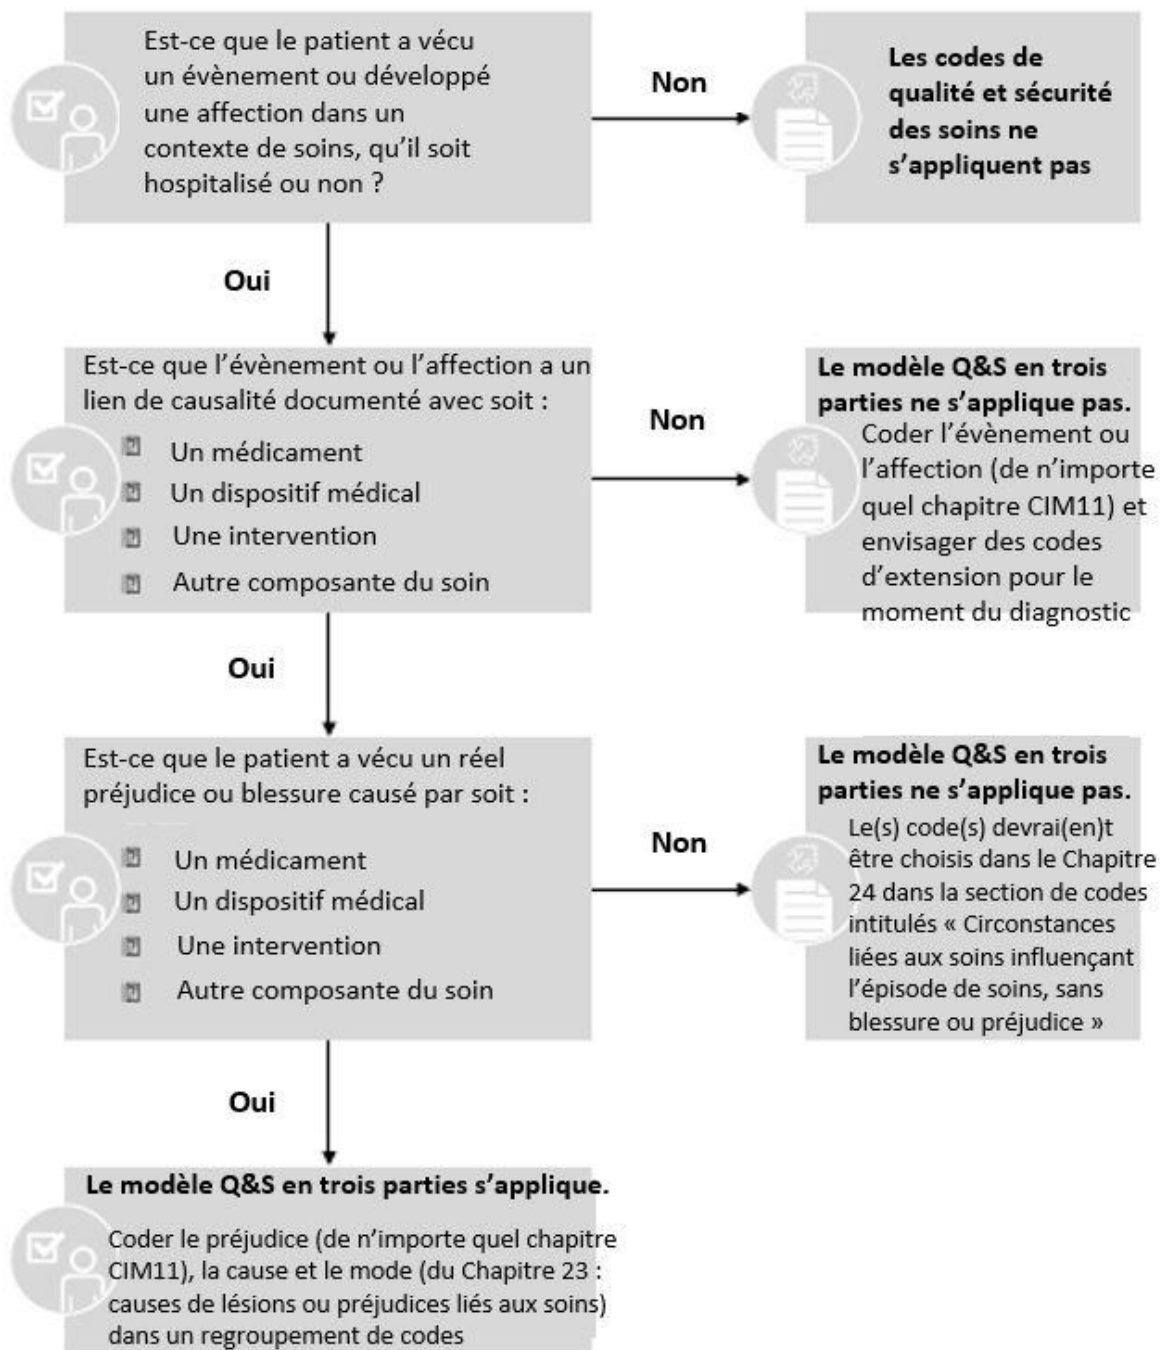 Est-ce que le patient a vécu
un évènement ou développé
une affection dans un
contexte de soins, qu'il soit
hospitalisé ou non ?
Non
Les codes de
qualité et sécurité
des soins ne
s'appliquent pas
Oui
Est-ce que l'évènement ou l'affection a un
lien de causalité documenté avec soit :
Un médicament
Un dispositif médical
Une intervention
Autre composante du soin
Non
Le modèle Q&S en trois
parties ne s'applique pas.
Coder l'évènement ou
l'affection (de n'importe
quel chapitre CIM11) et
envisager des codes
d'extension pour le
moment du diagnostic
Oui
Est-ce que le patient a vécu un réel
préjudice ou blessure causé par soit :
Un médicament
Un dispositif médical
Une intervention
Autre composante du soin
Non
Le modèle Q&S en trois
parties ne s'applique pas.
Le(s) code(s) devrai(en)t
être choisis dans le Chapitre
24 dans la section de codes
intitulés « Circonstances
liées aux soins influençant
l'épisode de soins, sans
blessure ou préjudice »
Oui
Le modèle Q&S en trois parties s'applique.
Coder le préjudice (de n'importe quel chapitre
CIM11), la cause et le mode (du Chapitre 23 :
causes de lésions ou préjudices liés aux soins)
dans un regroupement de codes